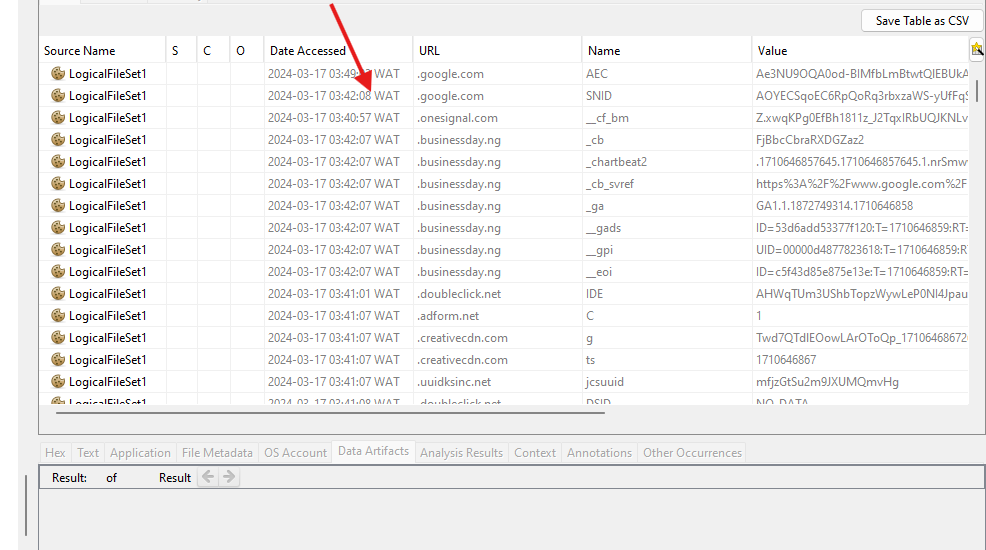 Save Table as CSV
Source Name S C O Date Accessed URL Name Value
LogicalFileSet1 2024-03-17 03:49 WAT .google.com AEC Ae3NU9OQA0od-BIMfbLmBtwtQIEBUkA
LogicalFileSet1 2024-03-17 03:42:08 WAT .google.com SNID AOYECSqoEC6RpQoRq3rbxzaWS-yUfFqS
LogicalFileSet1 2024-03-17 03:40:57 WAT .onesignal.com __cf_bm Z.xwqKPg0EfBh1811z_J2TqxIRbUQJKNLv
LogicalFileSet1 2024-03-17 03:42:07 WAT .businessday.ng _cb FjBbcCbraRXDGZaz2
LogicalFileSet1 2024-03-17 03:42:07 WAT .businessday.ng _chartbeat2 .1710646857645.1710646857645.1.nrSmw
LogicalFileSet1 2024-03-17 03:42:07 WAT .businessday.ng _cb_svref https%3A%2F%2Fwww.google.com%2F
LogicalFileSet1 2024-03-17 03:42:07 WAT .businessday.ng _ga GA1.1.1872749314.1710646858
LogicalFileSet1 2024-03-17 03:42:07 WAT .businessday.ng __gads ID=53d6add53377f120:T=1710646859:RT=
LogicalFileSet1 2024-03-17 03:42:07 WAT .businessday.ng __gpi UID=00000d4877823618:T=1710646859:R
LogicalFileSet1 2024-03-17 03:42:07 WAT .businessday.ng __eoi ID=c5f43d85e875e13e:T=1710646859:RT=
LogicalFileSet1 2024-03-17 03:41:01 WAT .doubleclick.net IDE AHWqTUm3UShbTopzWywLeP0NI4Jpau
LogicalFileSet1 2024-03-17 03:41:07 WAT .adform.net C 1
LogicalFileSet1 2024-03-17 03:41:07 WAT .creativecdn.com g Twd7QTdIEOowLArOToQp_171064686720
LogicalFileSet1 2024-03-17 03:41:07 WAT .creativecdn.com ts 1710646867
LogicalFileSet1 2024-03-17 03:41:07 WAT .uuidksinc.net jcsuuid mfjzGtSu2m9JXUMQmvHg
LogicalFileSet1 2024-03-17 03:41:08 WAT .doubleclick.net DSID NO_DATA
Hex Text Application File Metadata OS Account Data Artifacts Analysis Results Context Annotations Other Occurrences
Result: of Result